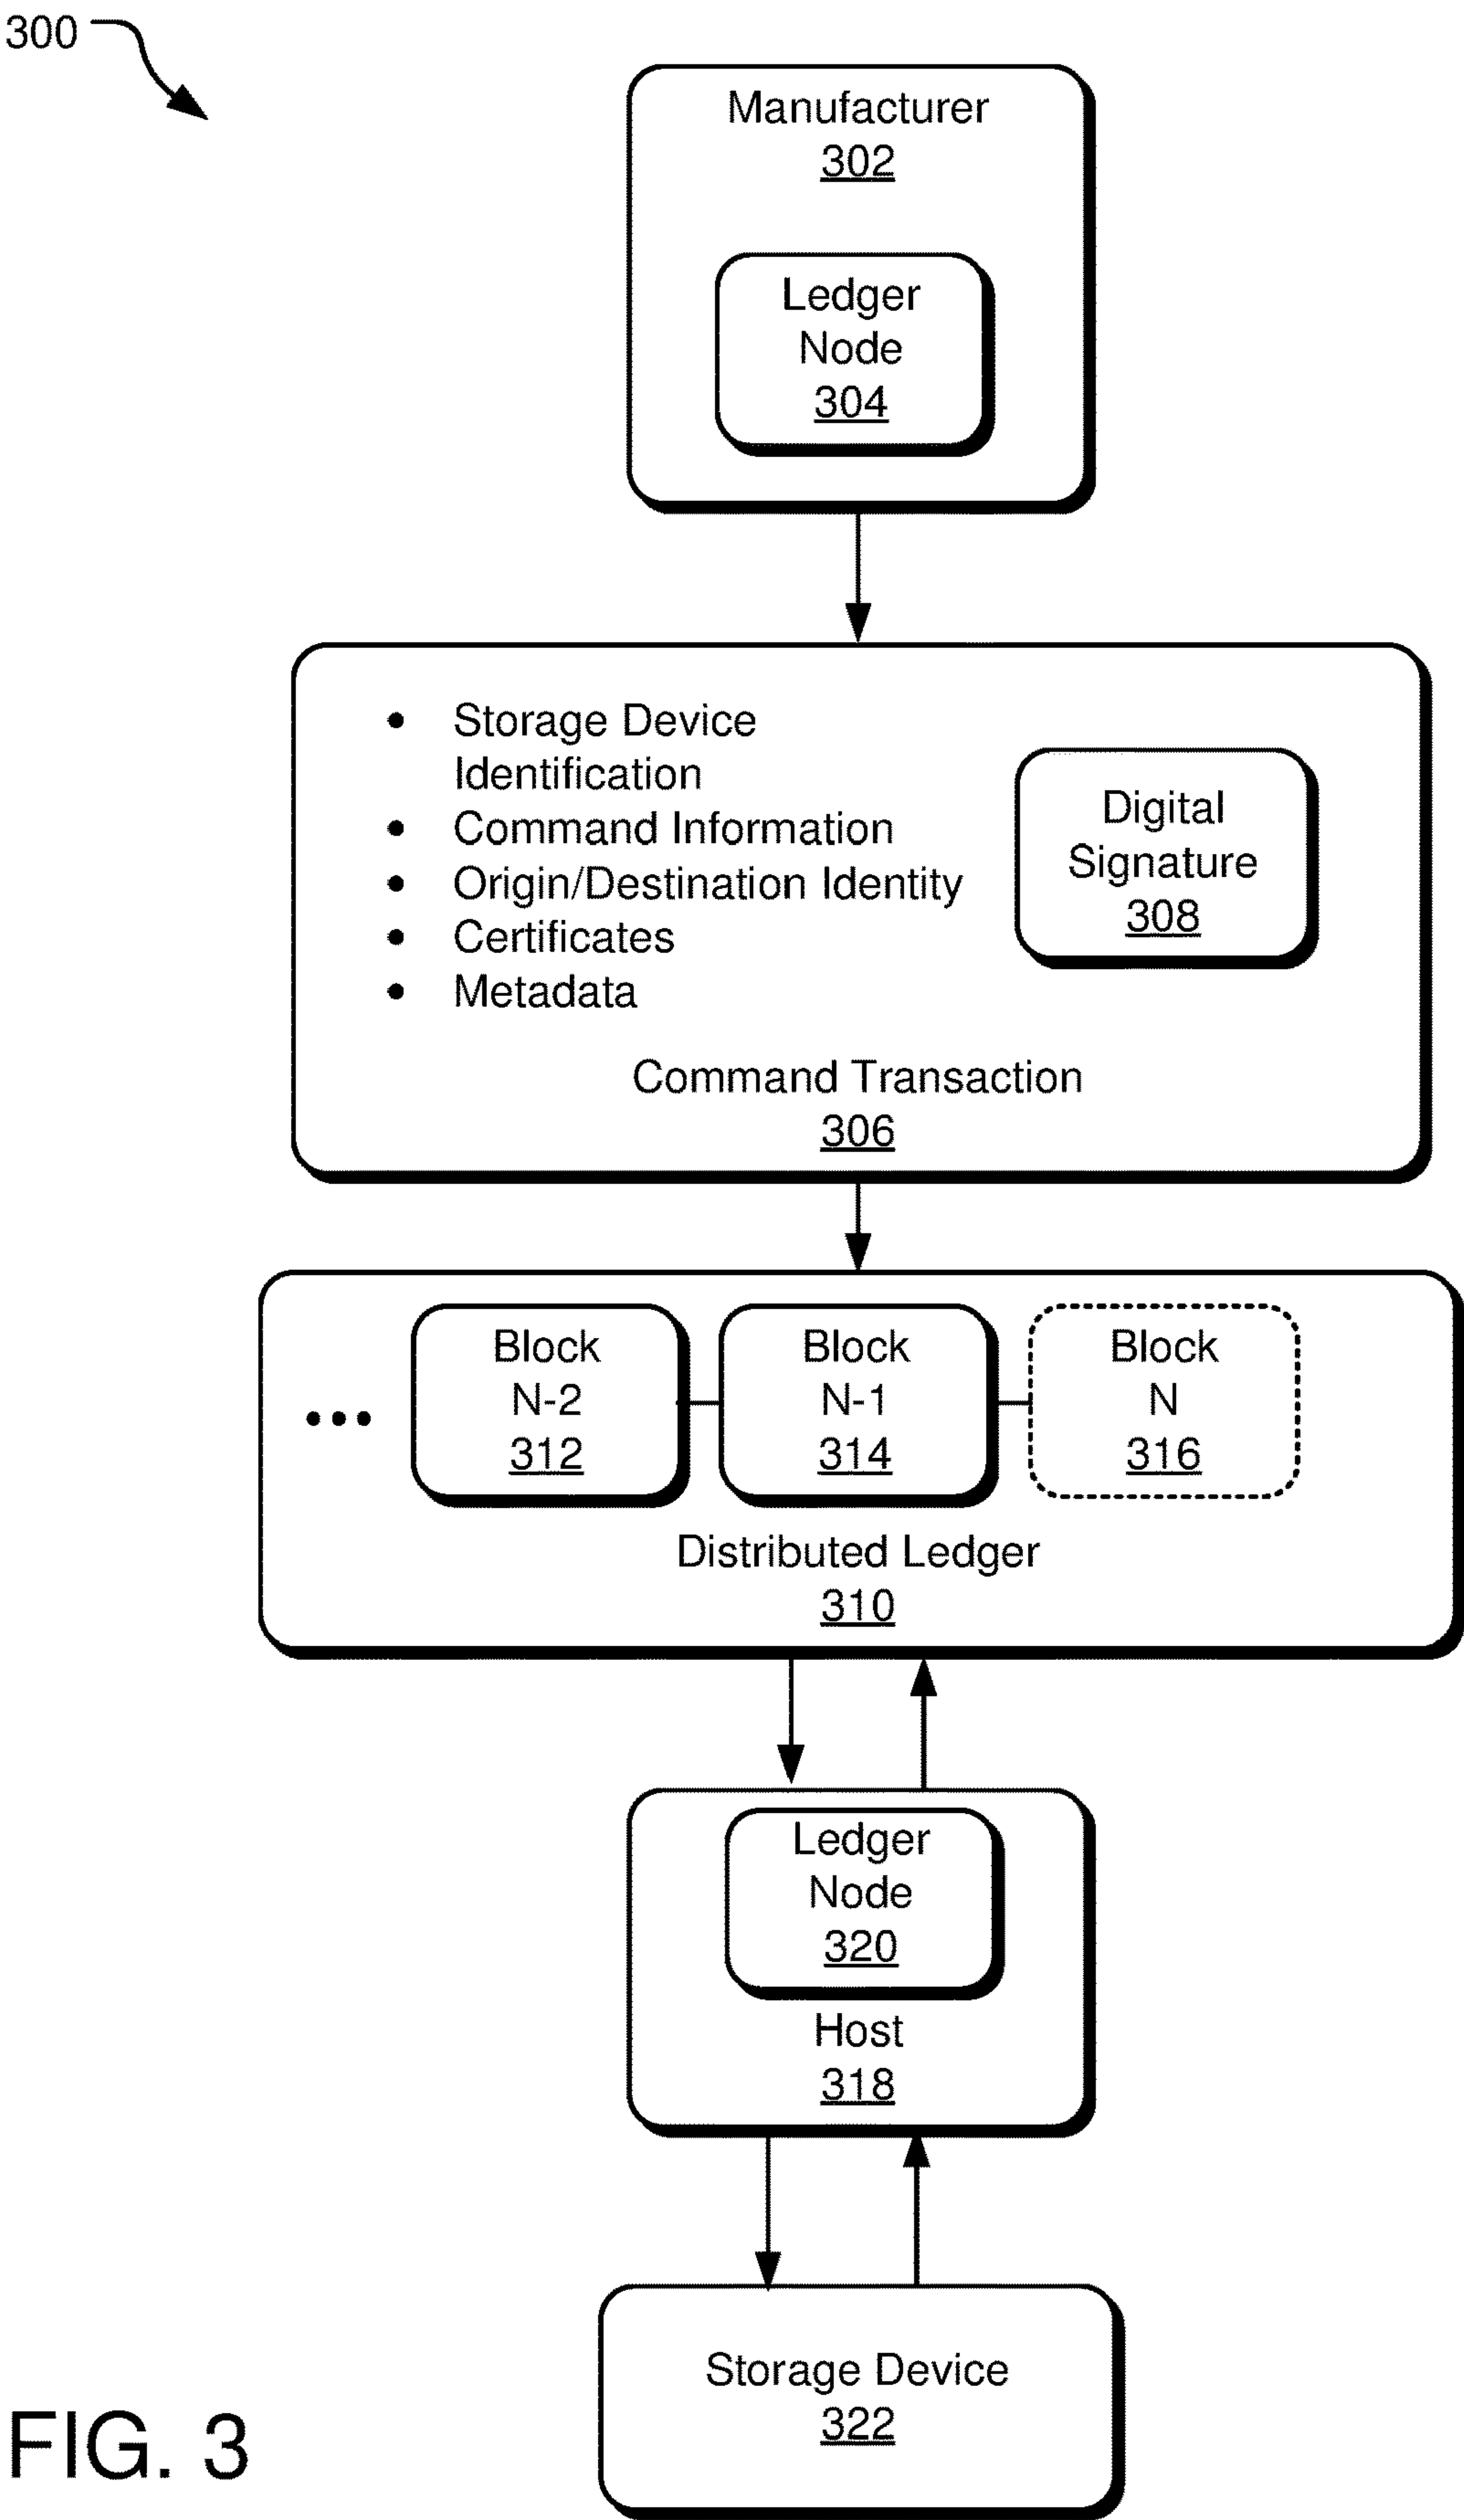 300
Manufacturer
302
Ledger
Node
304
• Storage Device
Identification
• Command Information
• Origin/Destination Identity
• Certificates
• Metadata
Digital
Signature
308
Command Transaction
306
...
Block
N-2
312
Block
N-1
314
Block
N
316
Distributed Ledger
310
Ledger
Node
320
Host
318
Storage Device
322
FIG. 3